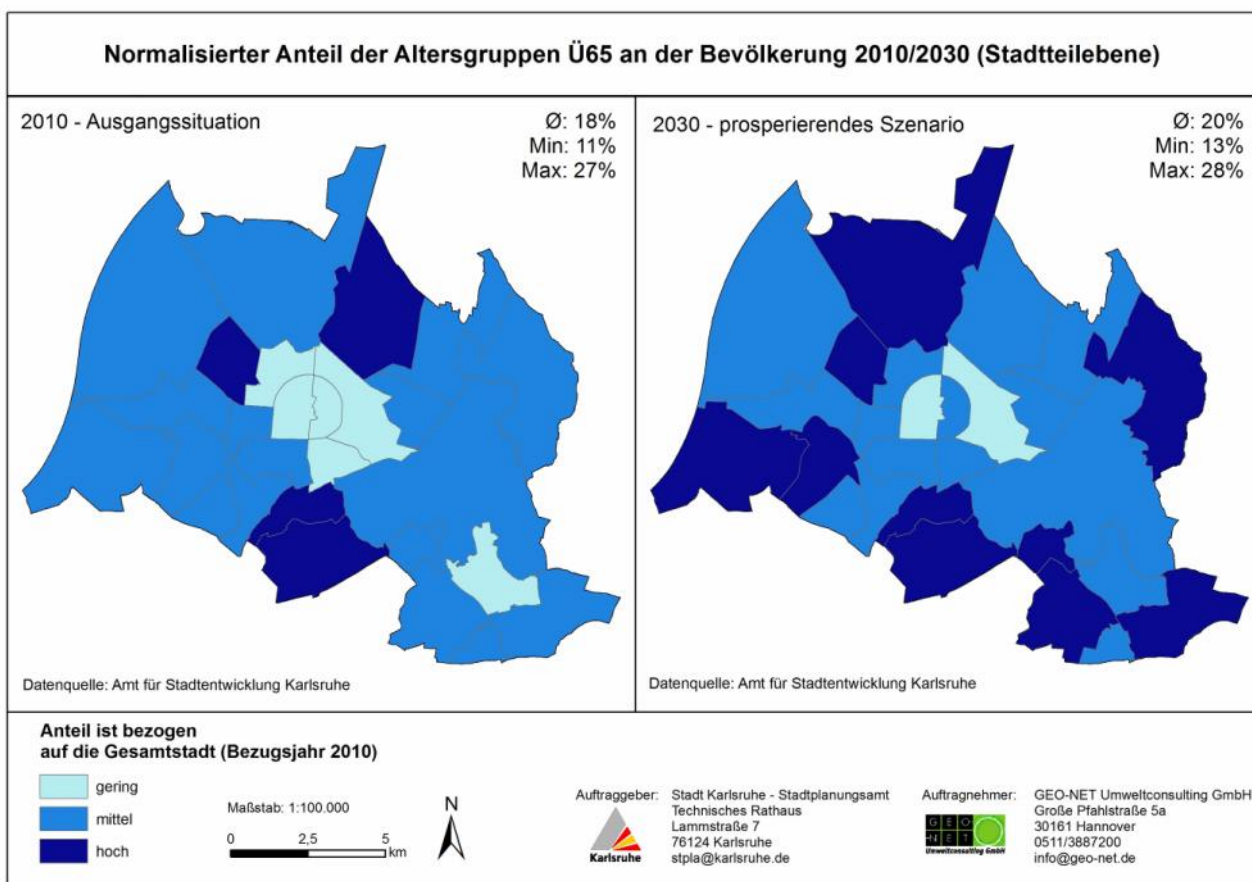 Normalisierter Anteil der Altersgruppen Ü65 an der Bevölkerung 2010/2030 (Stadtteilebene)
2010 - Ausgangssituation
Ø: 18%
Min: 11%
Max: 27%
Datenquelle: Amt für Stadtentwicklung Karlsruhe
2030 - prosperierendes Szenario
Ø: 20%
Min: 13%
Max: 28%
Datenquelle: Amt für Stadtentwicklung Karlsruhe
Anteil ist bezogen
auf die Gesamtstadt (Bezugsjahr 2010)
gering
mittel
hoch
Maßstab: 1:100.000
0 2,5 5
km
N
Auftraggeber:
Karlsruhe
Stadt Karlsruhe - Stadtplanungsamt
Technisches Rathaus
Lammstraße 7
76124 Karlsruhe
stpla@karlsruhe.de
Auftragnehmer:
GEO-
NET
Umweltconsulting GmbH
GEO-NET Umweltconsulting GmbH
Große Pfahlstraße 5a
30161 Hannover
0511/3887200
info@geo-net.de